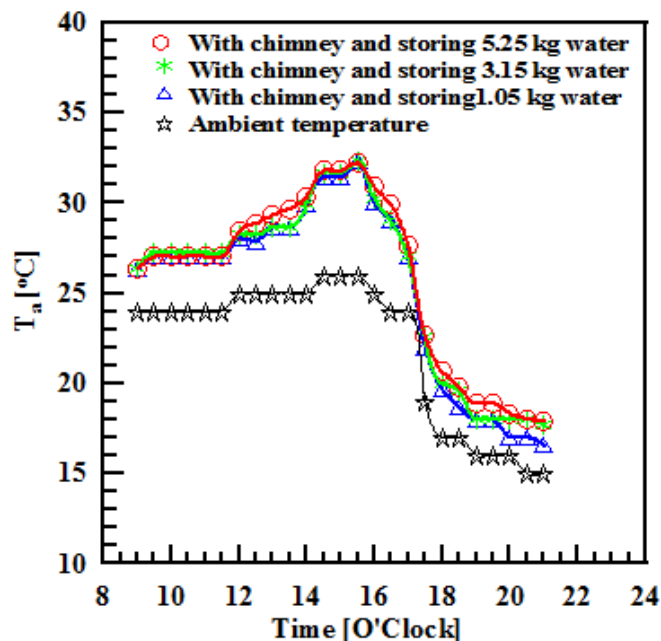 40
35
30
25
20
15
10
T_a [°C]
With chimney and storing 5.25 kg water
With chimney and storing 3.15 kg water
With chimney and storing1.05 kg water
Ambient temperature
8 10 12 14 16 18 20 22 24
Time [O'Clock]